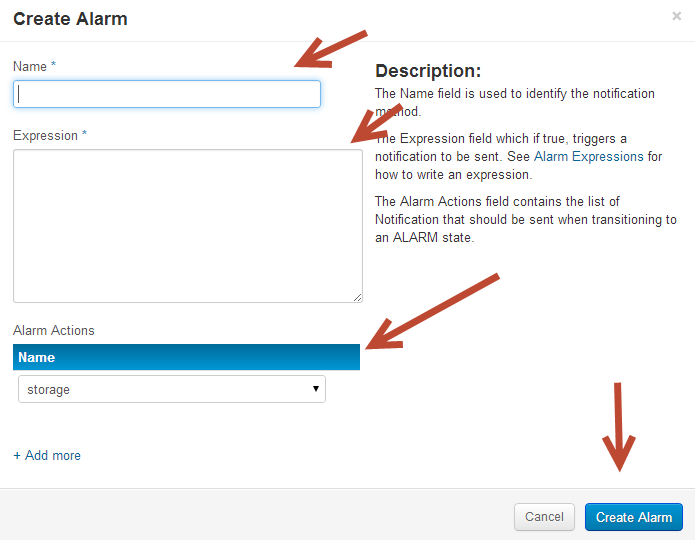 Create Alarm
×
Name *
Expression *
Alarm Actions
Name
storage
+ Add more
Description:
The Name field is used to identify the notification
method.
The Expression field which if true, triggers a
notification to be sent. See Alarm Expressions for
how to write an expression.
The Alarm Actions field contains the list of
Notification that should be sent when transitioning to
an ALARM state.
Cancel
Create Alarm